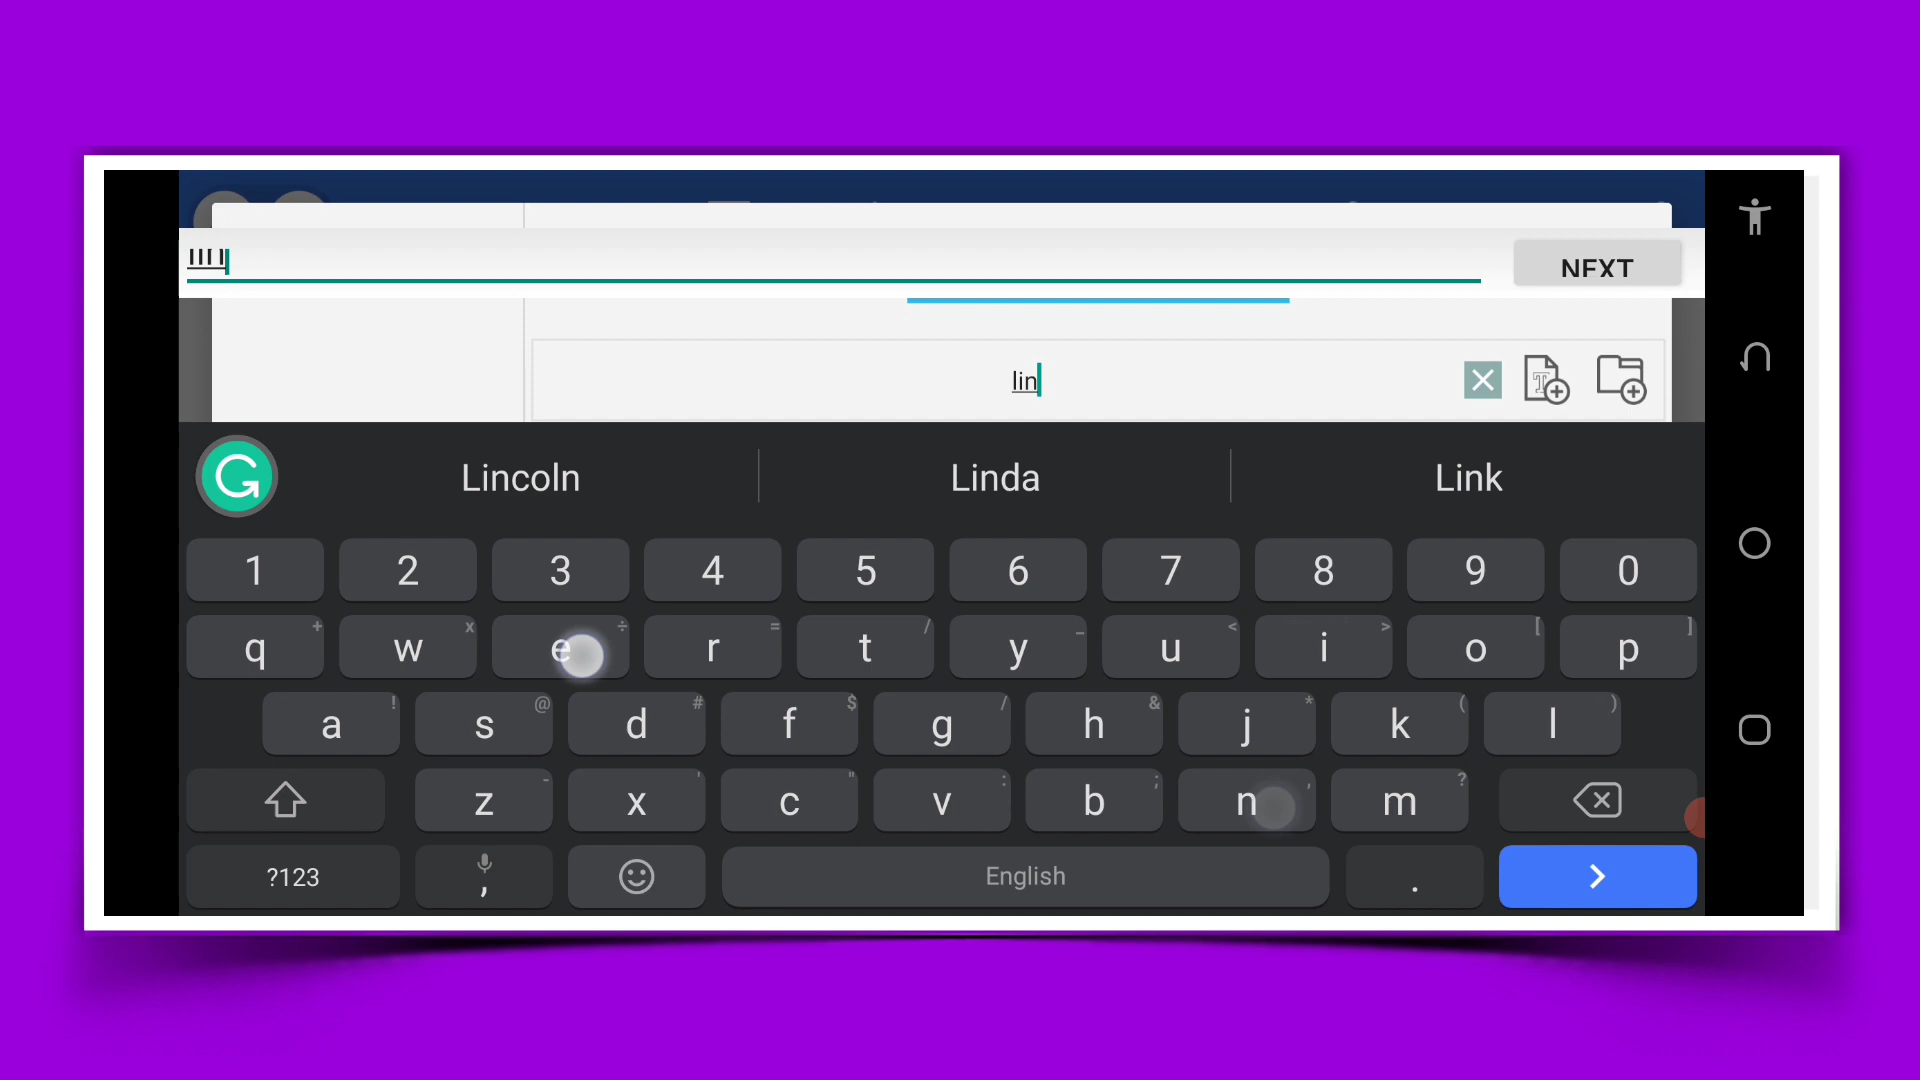 NEXT
lin
Lincoln Linda Link
1 2 3 4 5 6 7 8 9 0
q + w x e ÷ r = t / y _ u < i > o [ p ]
a ! s @ d # f $ g / h & j * k ( l )
z - x ' c " v : b ; n , m ?
?123 , English .